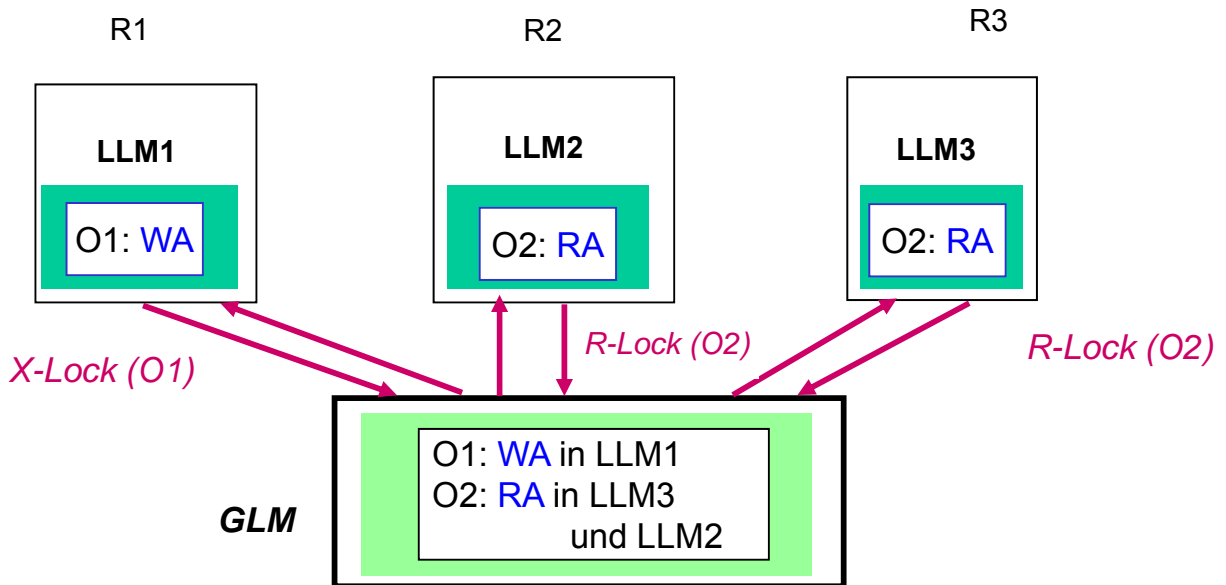 R1
R2
R3
LLM1
LLM2
LLM3
O1: WA
O2: RA
O2: RA
X-Lock (O1)
R-Lock (O2)
R-Lock (O2)
GLM
O1: WA in LLM1
O2: RA in LLM3
und LLM2